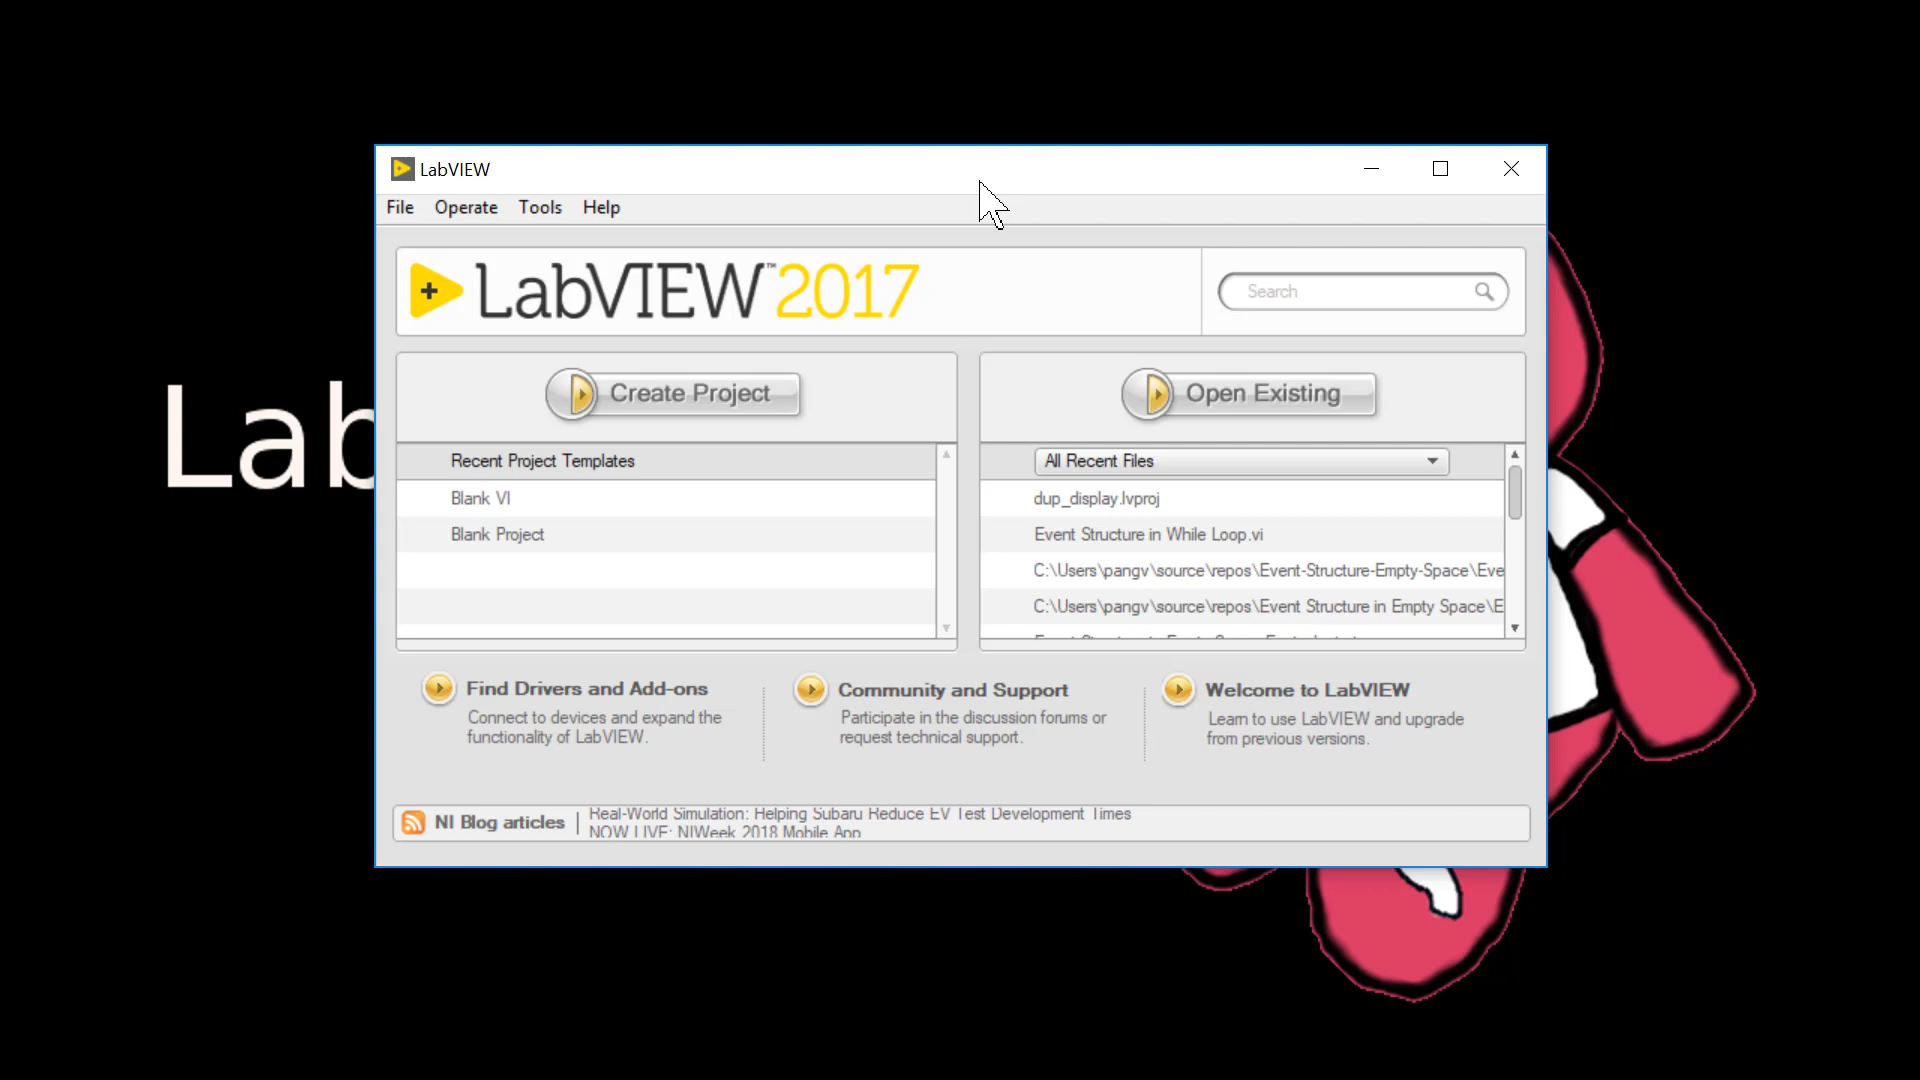 Lab
LabVIEW
File Operate Tools Help
LabVIEW™ 2017
Search
Create Project
Open Existing
Recent Project Templates
All Recent Files
Blank VI
dup_display.lvproj
Blank Project
Event Structure in While Loop.vi
C:\Users\pangv\source\repos\Event-Structure-Empty-Space\Eve
C:\Users\pangv\source\repos\Event Structure in Empty Space\E
Find Drivers and Add-ons
Connect to devices and expand the
functionality of LabVIEW.
Community and Support
Participate in the discussion forums or
request technical support.
Welcome to LabVIEW
Learn to use LabVIEW and upgrade
from previous versions.
NI Blog articles
Real-World Simulation: Helping Subaru Reduce EV Test Development Times
NOW LIVE: NIWeek 2018 Mobile App